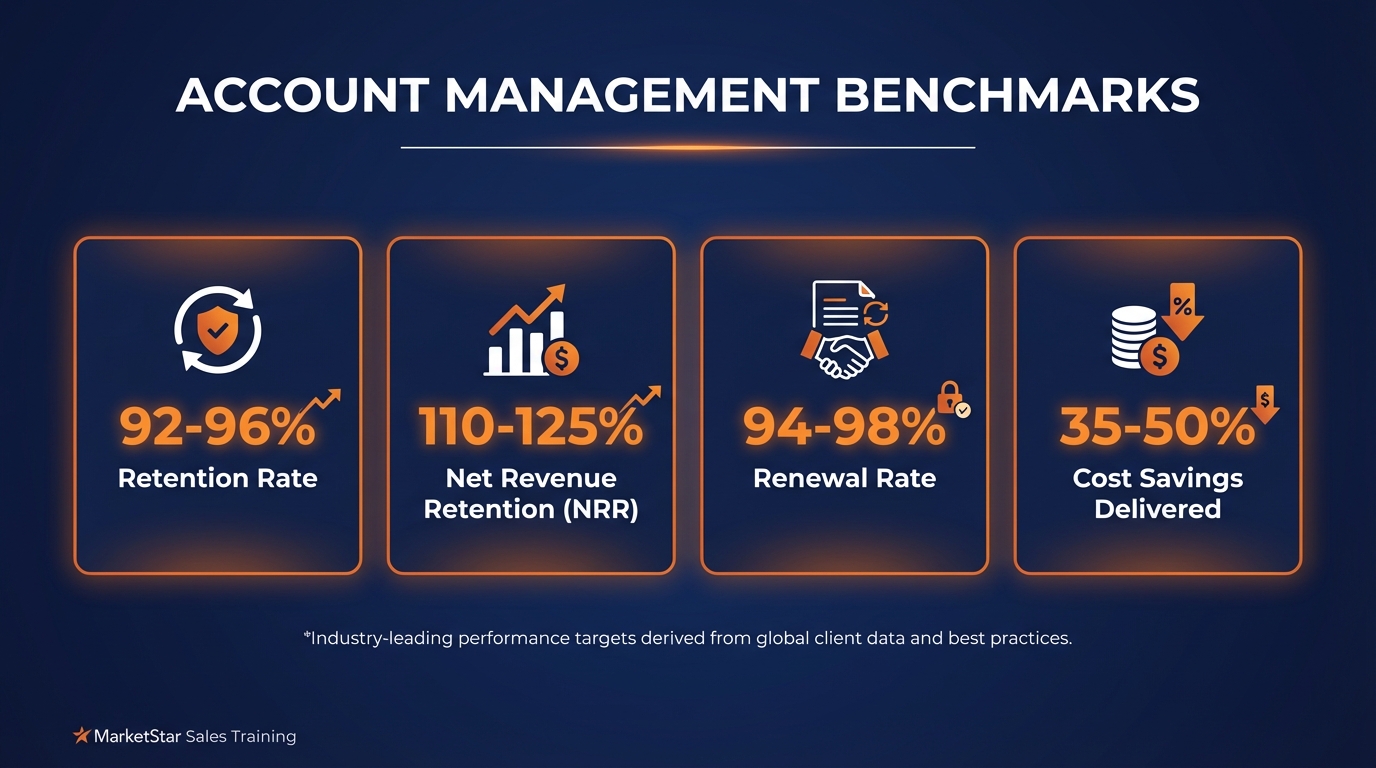 ACCOUNT MANAGEMENT BENCHMARKS
92-96%
Retention Rate
$
110-125%
Net Revenue
Retention (NRR)
94-98%
Renewal Rate
%
$
$
35-50%
Cost Savings
Delivered
*Industry-leading performance targets derived from global client data and best practices.
MarketStar Sales Training